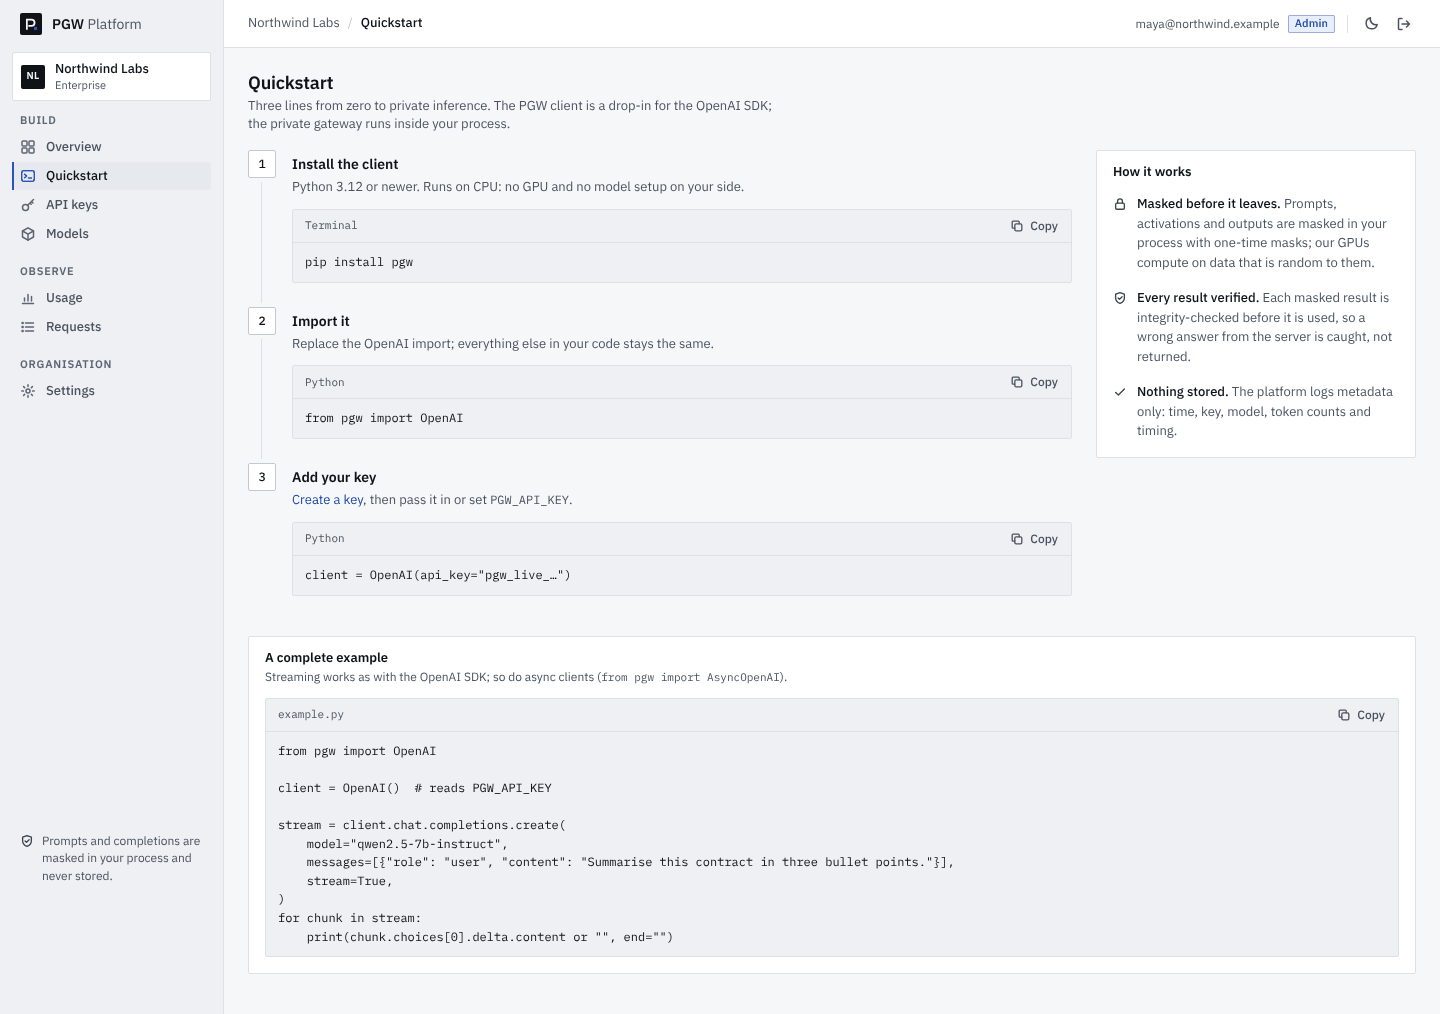 PGW Platform
NL
Northwind Labs
Enterprise
BUILD
Overview
Quickstart
API keys
Models
OBSERVE
Usage
Requests
ORGANISATION
Settings
Prompts and completions are
masked in your process and
never stored.
Northwind Labs / Quickstart
maya@northwind.example Admin
Quickstart
Three lines from zero to private inference. The PGW client is a drop-in for the OpenAI SDK;
the private gateway runs inside your process.
1 Install the client
Python 3.12 or newer. Runs on CPU: no GPU and no model setup on your side.
Terminal Copy
pip install pgw
2 Import it
Replace the OpenAI import; everything else in your code stays the same.
Python Copy
from pgw import OpenAI
3 Add your key
Create a key, then pass it in or set PGW_API_KEY.
Python Copy
client = OpenAI(api_key="pgw_live_…")
How it works
Masked before it leaves. Prompts,
activations and outputs are masked in your
process with one-time masks; our GPUs
compute on data that is random to them.
Every result verified. Each masked result is
integrity-checked before it is used, so a
wrong answer from the server is caught, not
returned.
Nothing stored. The platform logs metadata
only: time, key, model, token counts and
timing.
A complete example
Streaming works as with the OpenAI SDK; so do async clients (from pgw import AsyncOpenAI).
example.py Copy
from pgw import OpenAI
client = OpenAI()  # reads PGW_API_KEY
stream = client.chat.completions.create(
    model="qwen2.5-7b-instruct",
    messages=[{"role": "user", "content": "Summarise this contract in three bullet points."}],
    stream=True,
)
for chunk in stream:
    print(chunk.choices[0].delta.content or "", end="")